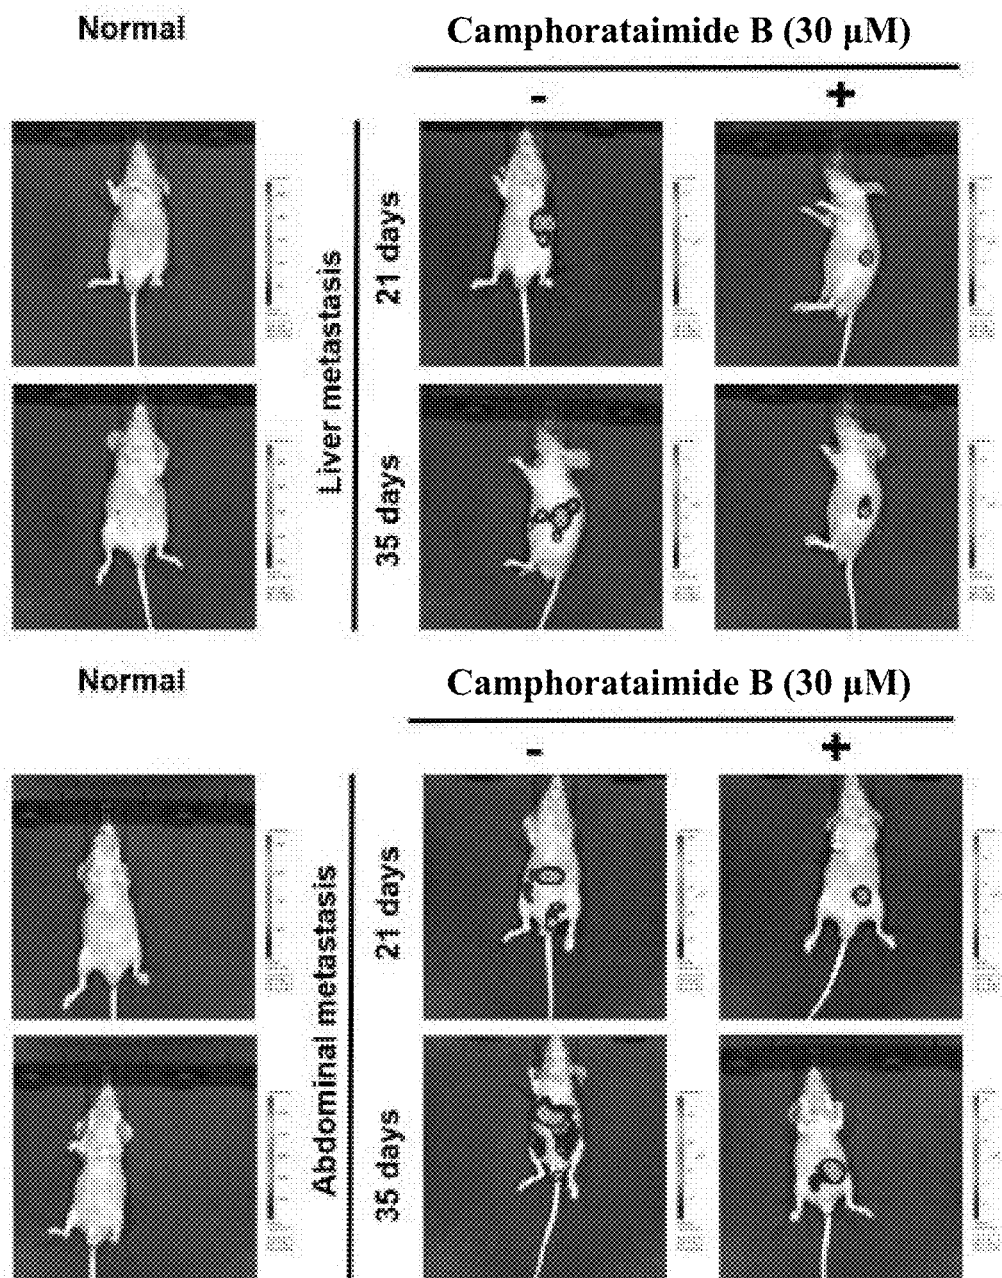 Normal
Camphorataimide B (30 μM)
- +
Liver metastasis
21 days
35 days
Normal
Camphorataimide B (30 μM)
- +
Abdominal metastasis
21 days
35 days